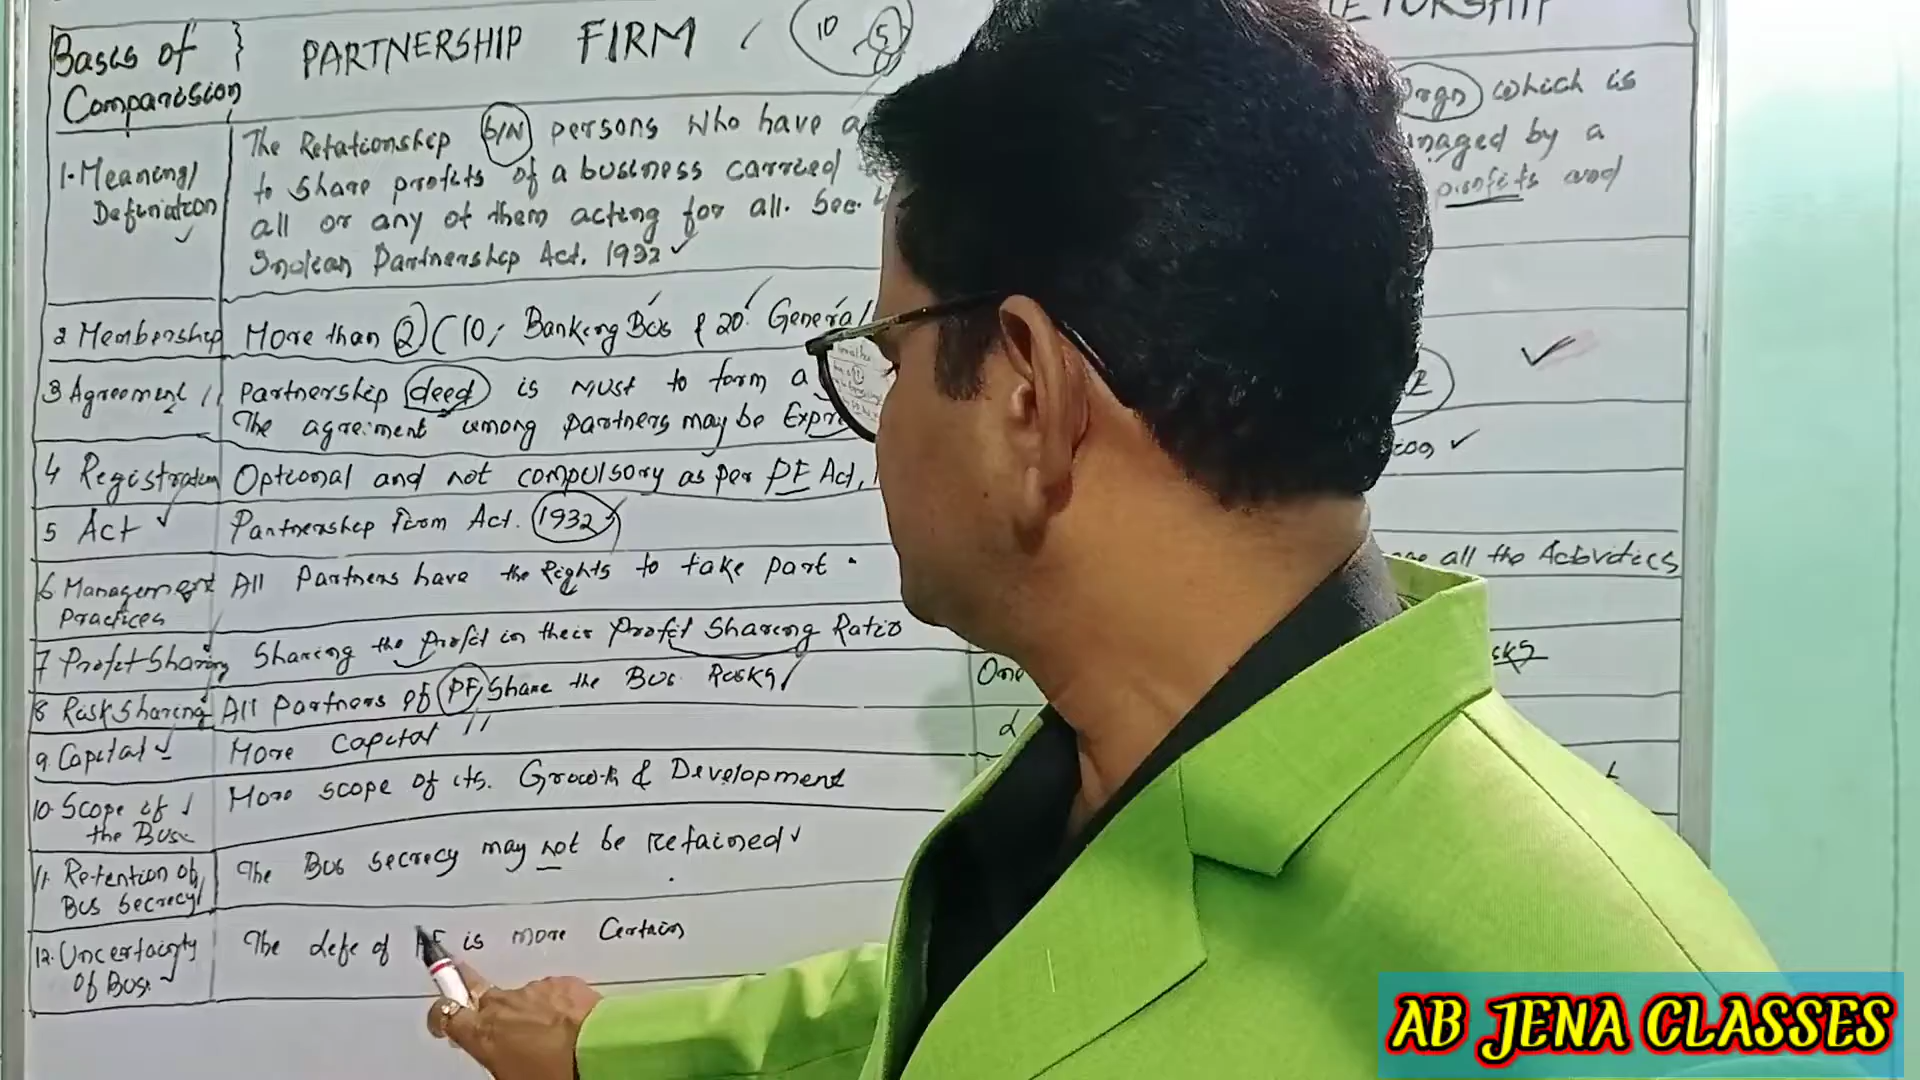 Basis of
Comparision
PARTNERSHIP FIRM
10
5
Orgn which is
managed by a
profits and
1. Meaning/
Defination
The Relationship b/N persons who have a
to share profits of a business carried
all or any of them acting for all. Sec. 4
Indian Partnership Act. 1932
2 Membership
More than 2 ( 10, Banking Bus & 20 General
3 Agreement
Partnership deed is must to form a
The agreement among partners may be Expre
4 Registration
Optional and not compulsory as per PF Act,
5 Act
Partnership Firm Act. 1932
6 Management
Practices
All Partners have the Rights to take part
all the Activities
7 Profit Sharing
Sharing the Profit in their Profit Sharing Ratio
8 Risk Sharing
All Partners of PF, Share the Bus Risks
One
9. Capital
More Capital
10. Scope of
the Bus.
More scope of its. Growth & Development
11. Retention of
Bus Secrecy
The Bus secrecy may not be Retained
12. Uncertainty
Of Bus.
The Life of PF is more Certain
AB JENA CLASSES